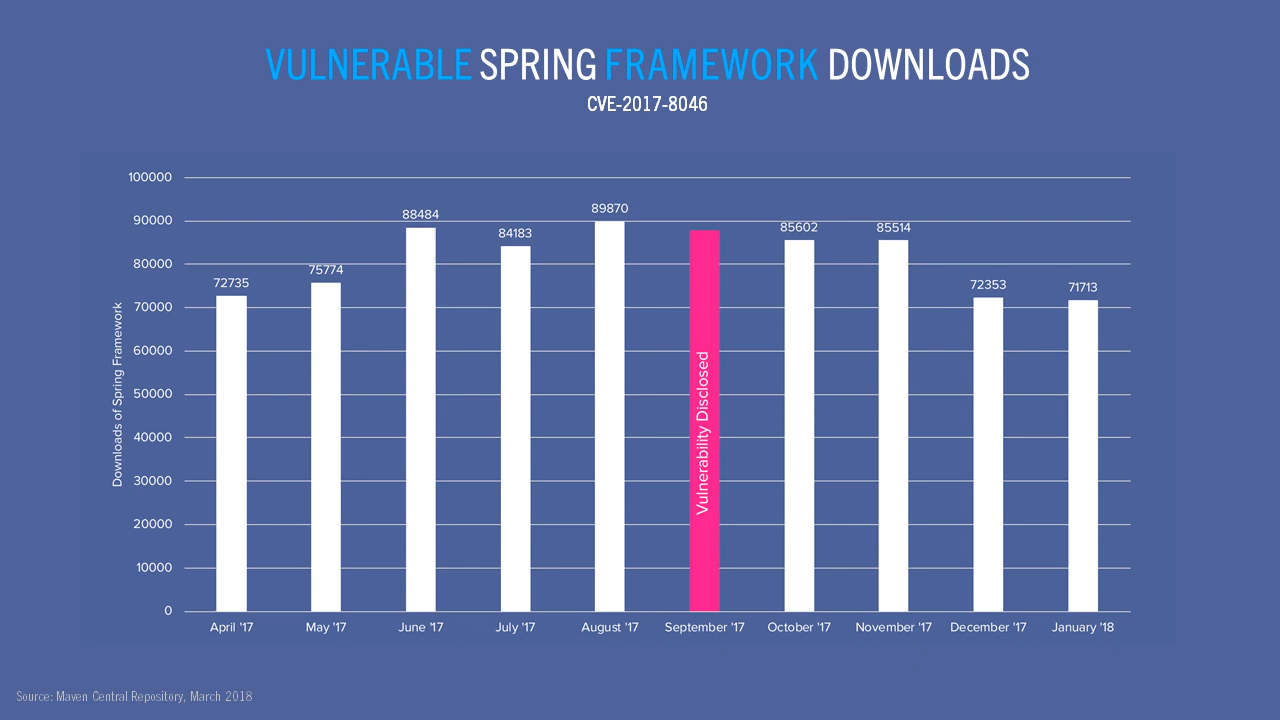 VULNERABLE SPRING FRAMEWORK DOWNLOADS
CVE-2017-8046
Downloads of Spring Framework
100000
90000
80000
70000
60000
50000
40000
30000
20000
10000
0
72735
75774
88484
84183
89870
Vulnerability Disclosed
85602
85514
72353
71713
April '17
May '17
June '17
July '17
August '17
September '17
October '17
November '17
December '17
January '18
Source: Maven Central Repository, March 2018